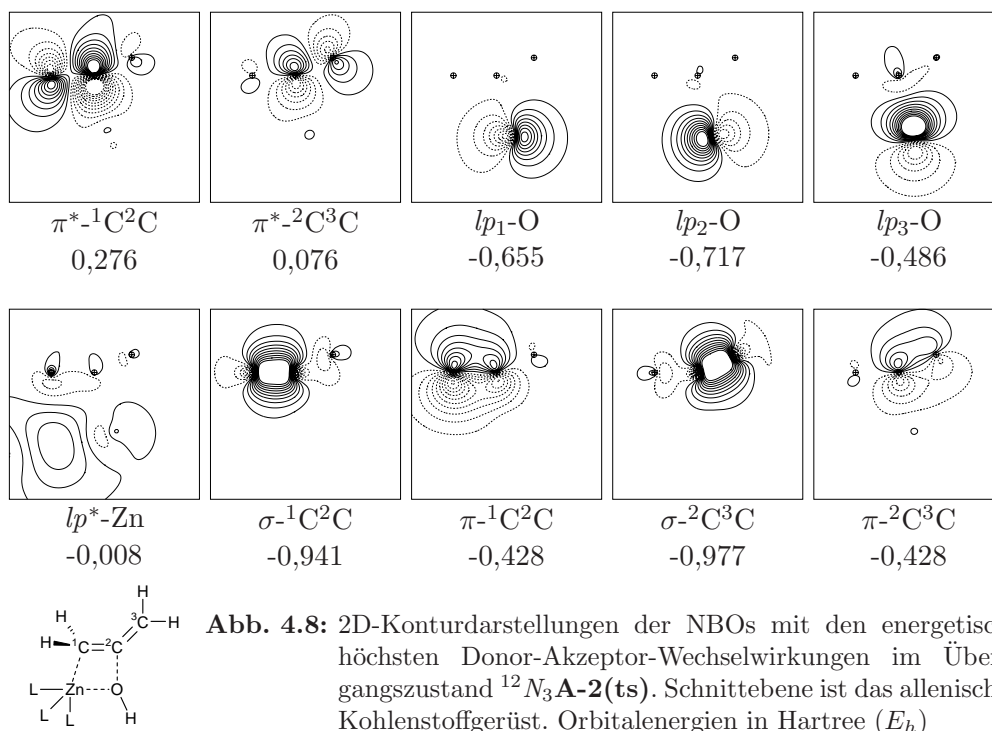 π*-¹C²C π*-²C³C lp₁-O lp₂-O lp₃-O
0,276 0,076 -0,655 -0,717 -0,486
lp*-Zn σ-¹C²C π-¹C²C σ-²C³C π-²C³C
-0,008 -0,941 -0,428 -0,977 -0,428
H
H ³C H
H ¹C ²C
L Zn O
L L H
Abb. 4.8: 2D-Konturdarstellungen der NBOs mit den energetisc
höchsten Donor-Akzeptor-Wechselwirkungen im Über
gangszustand ¹²N₃A-2(ts). Schnittebene ist das allenisch
Kohlenstoffgerüst. Orbitalenergien in Hartree (Eₕ)